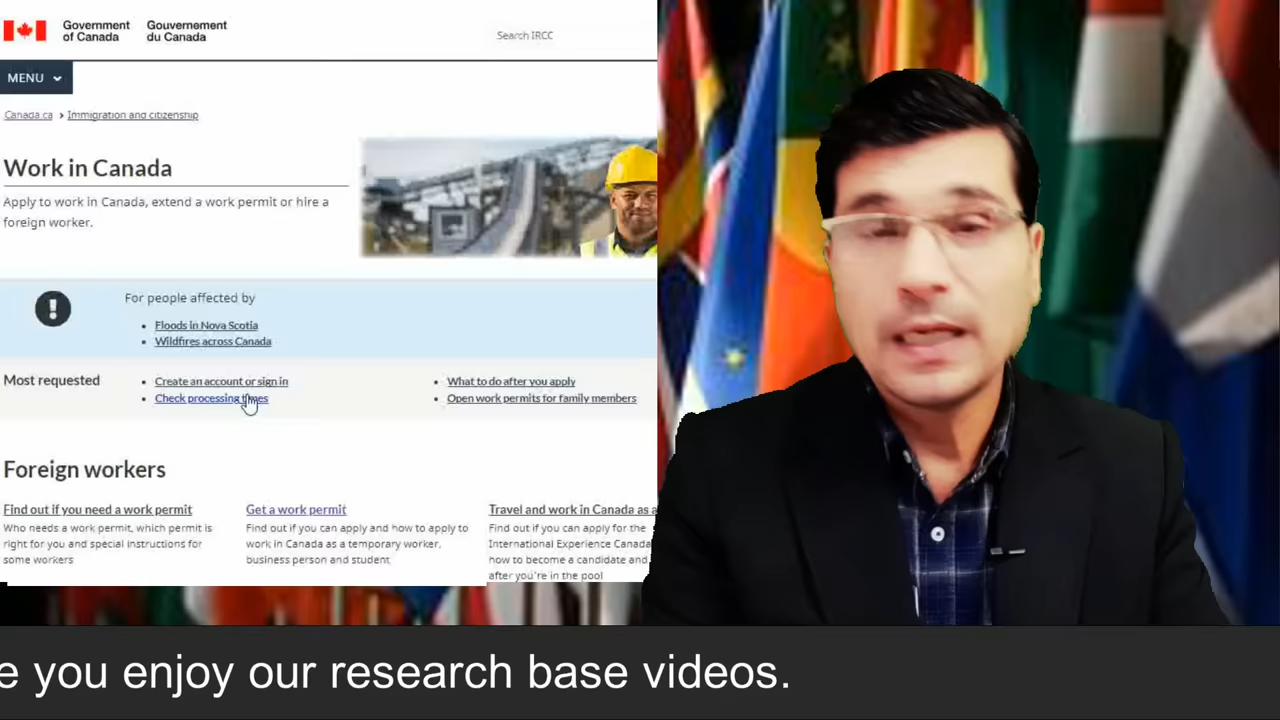 Government of Canada
Gouvernement du Canada
Search IRCC
MENU
Canada.ca > Immigration and citizenship
Work in Canada
Apply to work in Canada, extend a work permit or hire a
foreign worker.
For people affected by
Floods in Nova Scotia
Wildfires across Canada
Most requested
Create an account or sign in
Check processing times
What to do after you apply
Open work permits for family members
Foreign workers
Find out if you need a work permit
Who needs a work permit, which permit is
right for you and special instructions for
some workers
Get a work permit
Find out if you can apply and how to apply to
work in Canada as a temporary worker,
business person and student
Travel and work in Canada as a
Find out if you can apply for the
International Experience Canada
how to become a candidate and
after you're in the pool
e you enjoy our research base videos.